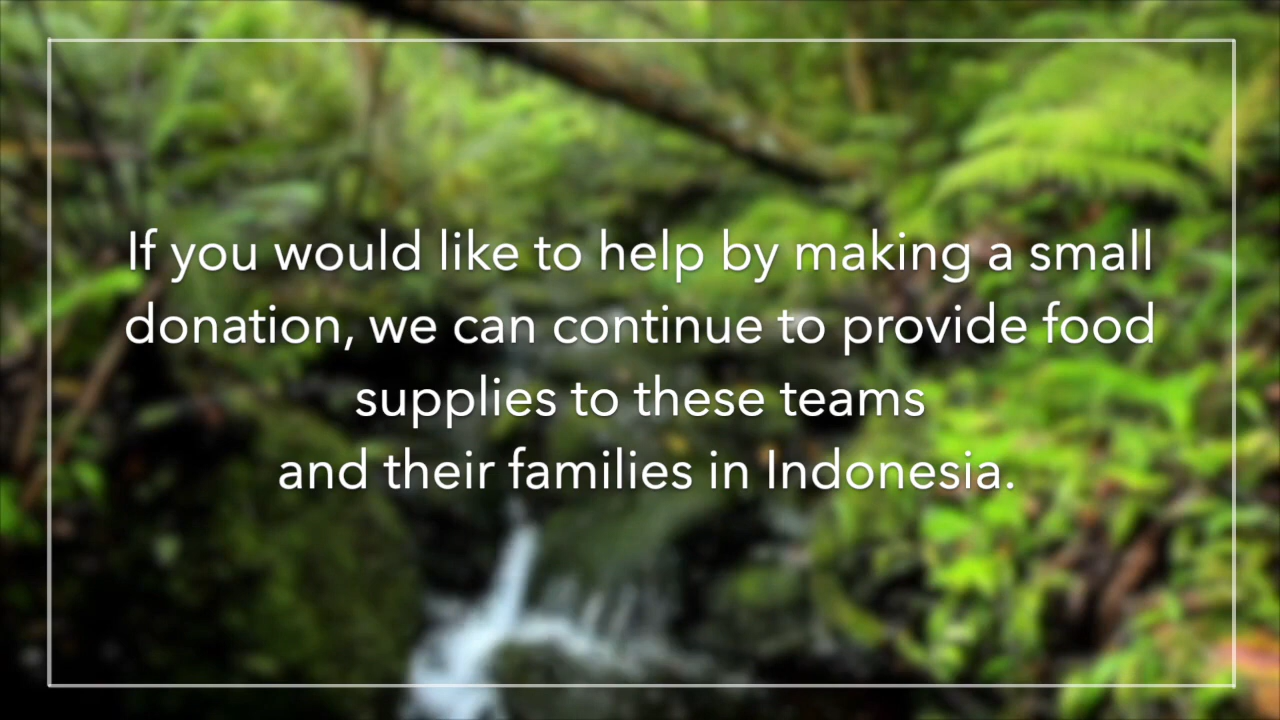 If you would like to help by making a small
donation, we can continue to provide food
supplies to these teams
and their families in Indonesia.